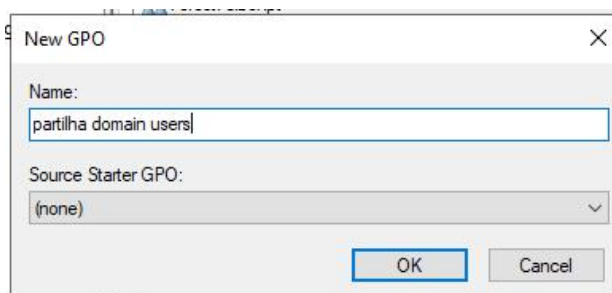 New GPO
Name:
partilha domain users
Source Starter GPO:
(none)
OK Cancel